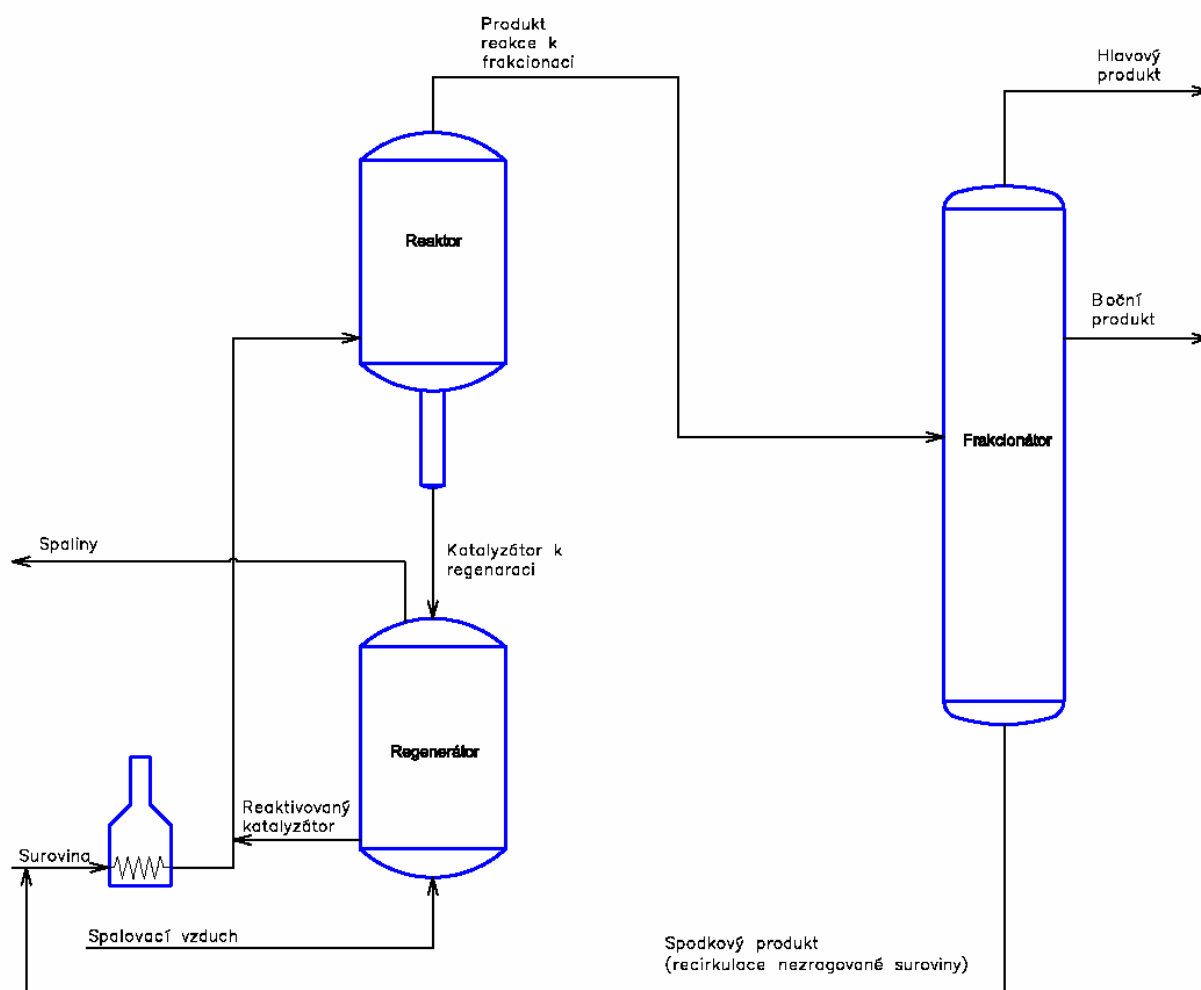 Produkt
reakce k
frakcionaci
Hlavový
produkt
Reaktor
Boční
produkt
Frakcionátor
Spaliny
Katalyzátor k
regenaraci
Regenerátor
Reaktivovaný
katalyzátor
Surovina
Spalovací vzduch
Spodkový produkt
(recirkulace nezragované suroviny)